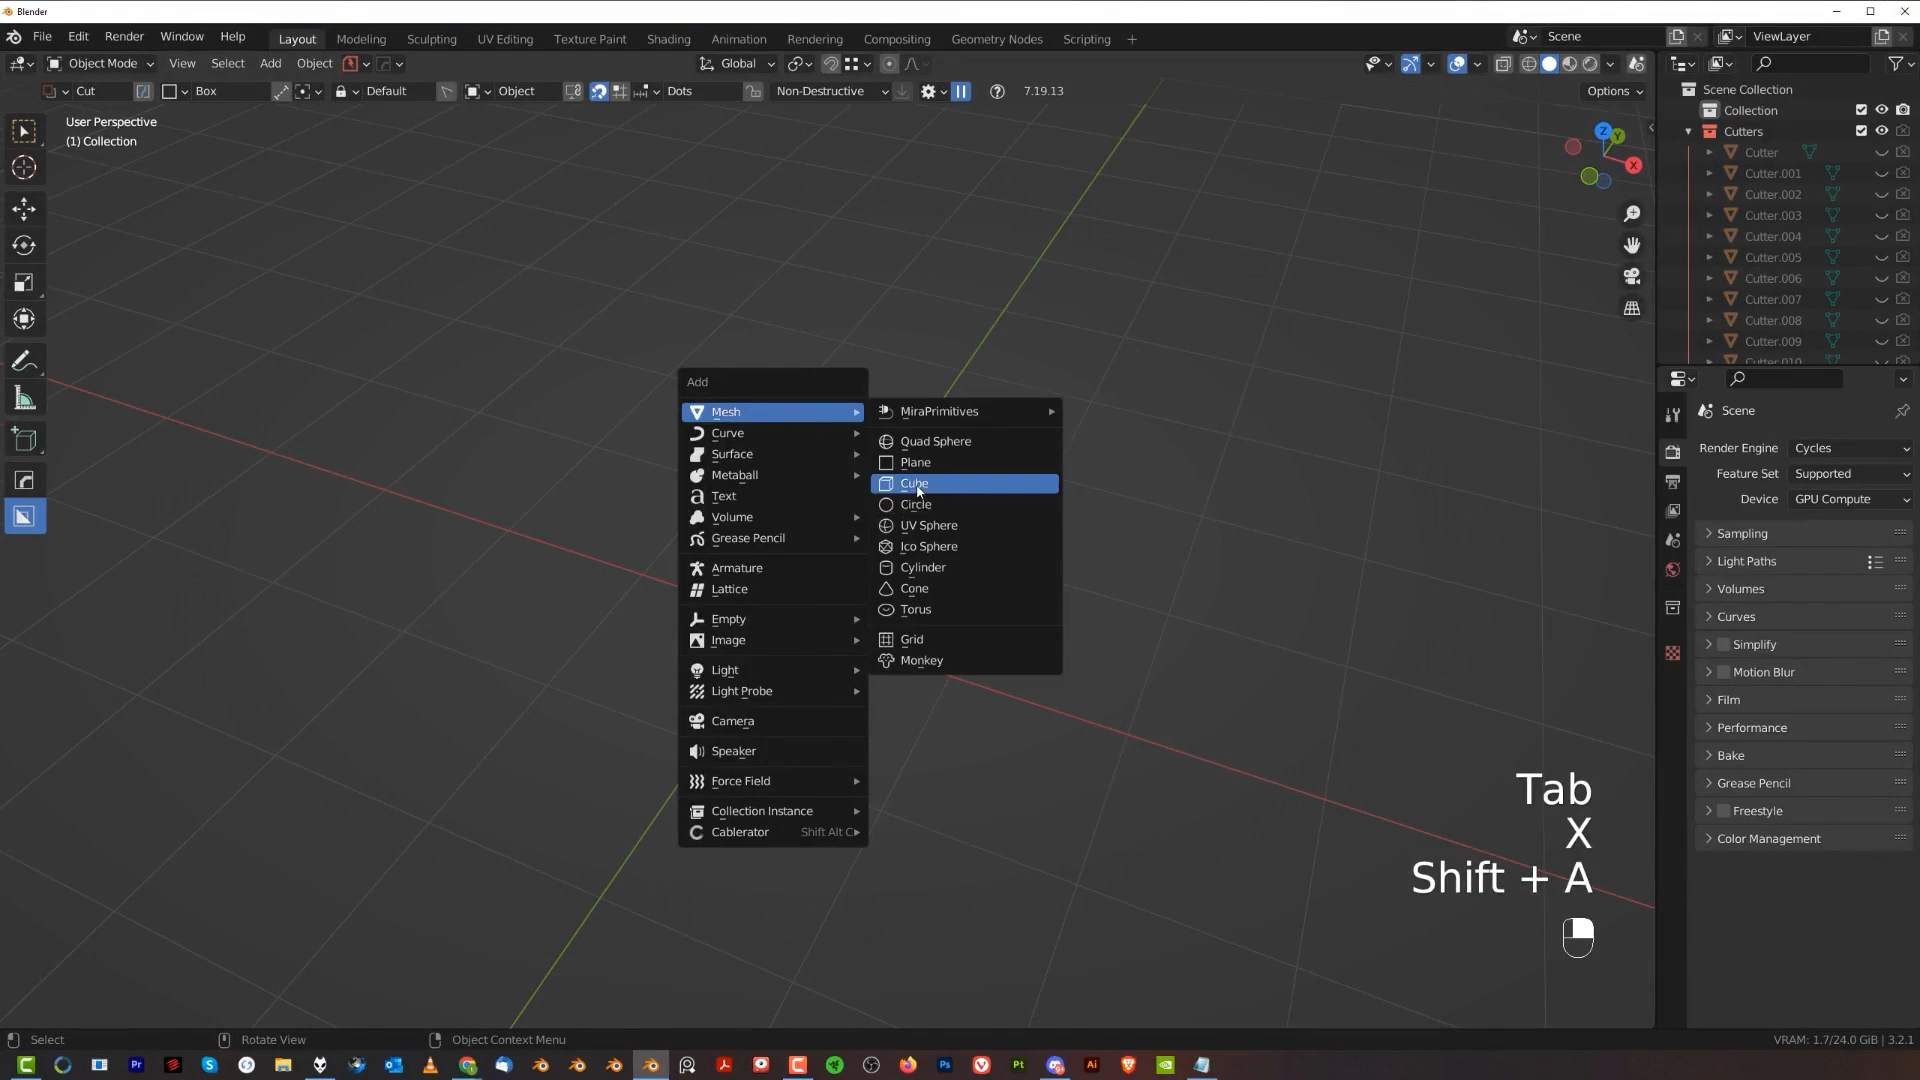 Blender
File Edit Render Window Help
Layout Modeling Sculpting UV Editing Texture Paint Shading Animation Rendering Compositing Geometry Nodes Scripting +
Scene
ViewLayer
Object Mode View Select Add Object
Global
Cut Box Default Object Dots Non-Destructive 7.19.13
Options
User Perspective
(1) Collection
Z
Y
X
Scene Collection
Collection
Cutters
Cutter
Cutter.001
Cutter.002
Cutter.003
Cutter.004
Cutter.005
Cutter.006
Cutter.007
Cutter.008
Cutter.009
Cutter.010
Scene
Render Engine Cycles
Feature Set Supported
Device GPU Compute
Sampling
Light Paths
Volumes
Curves
Simplify
Motion Blur
Film
Performance
Bake
Grease Pencil
Freestyle
Color Management
Add
Mesh
Curve
Surface
Metaball
Text
Volume
Grease Pencil
Armature
Lattice
Empty
Image
Light
Light Probe
Camera
Speaker
Force Field
Collection Instance
Cablerator Shift Alt C
MiraPrimitives
Quad Sphere
Plane
Cube
Circle
UV Sphere
Ico Sphere
Cylinder
Cone
Torus
Grid
Monkey
Tab
X
Shift + A
Select Rotate View Object Context Menu
VRAM: 1.7/24.0 GiB | 3.2.1
Pr
Ps
Pt
Ai